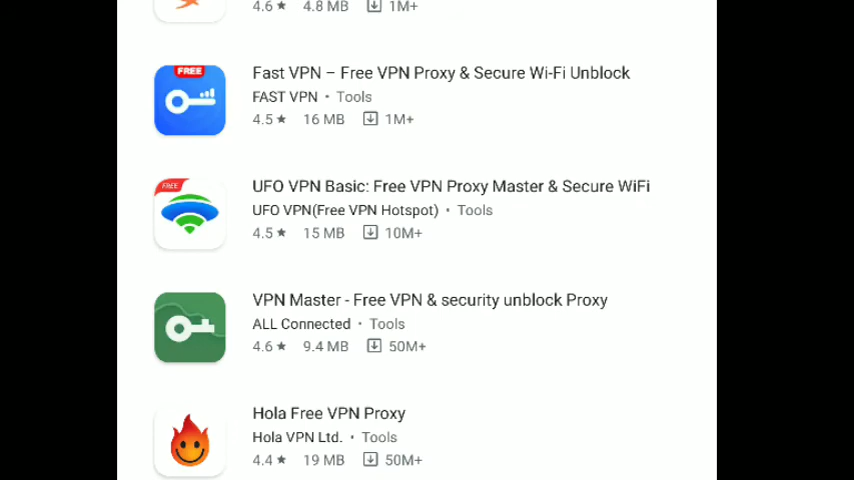 4.6 ★ 4.8 MB 1M+
FREE
Fast VPN – Free VPN Proxy & Secure Wi-Fi Unblock
FAST VPN • Tools
4.5 ★ 16 MB 1M+
FREE
UFO VPN Basic: Free VPN Proxy Master & Secure WiFi
UFO VPN(Free VPN Hotspot) • Tools
4.5 ★ 15 MB 10M+
VPN Master - Free VPN & security unblock Proxy
ALL Connected • Tools
4.6 ★ 9.4 MB 50M+
Hola Free VPN Proxy
Hola VPN Ltd. • Tools
4.4 ★ 19 MB 50M+